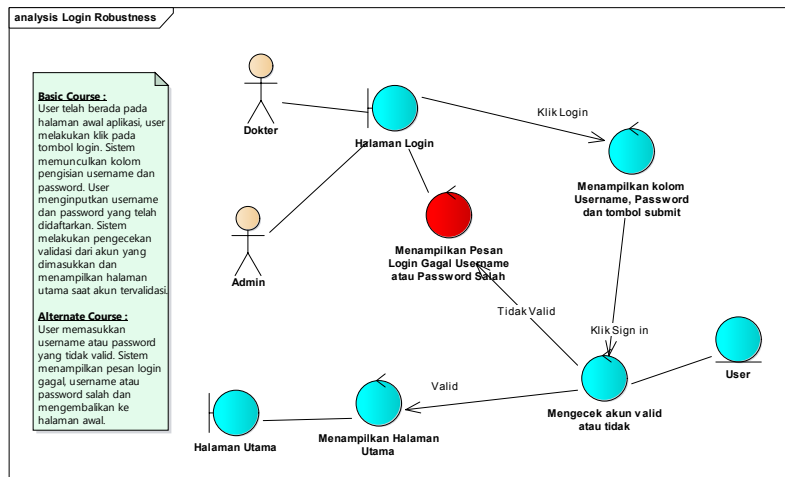 analysis Login Robustness
Basic Course :
User telah berada pada
halaman awal aplikasi, user
melakukan klik pada
tombol login. Sistem
memunculkan kolom
pengisian username dan
password. User
menginputkan username
dan password yang telah
didaftarkan. Sistem
melakukan pengecekan
validasi dari akun yang
dimasukkan dan
menampilkan halaman
utama saat akun tervalidasi.
Alternate Course :
User memasukkan
username atau password
yang tidak valid. Sistem
menampilkan pesan login
gagal, username atau
password salah dan
mengembalikan ke
halaman awal.
Dokter
Halaman Login
Klik Login
Menampilkan kolom
Username, Password
dan tombol submit
Admin
Menampilkan Pesan
Login Gagal Username
atau Password Salah
Tidak Valid
Klik Sign in
User
Valid
Mengecek akun valid
atau tidak
Halaman Utama
Menampilkan Halaman
Utama